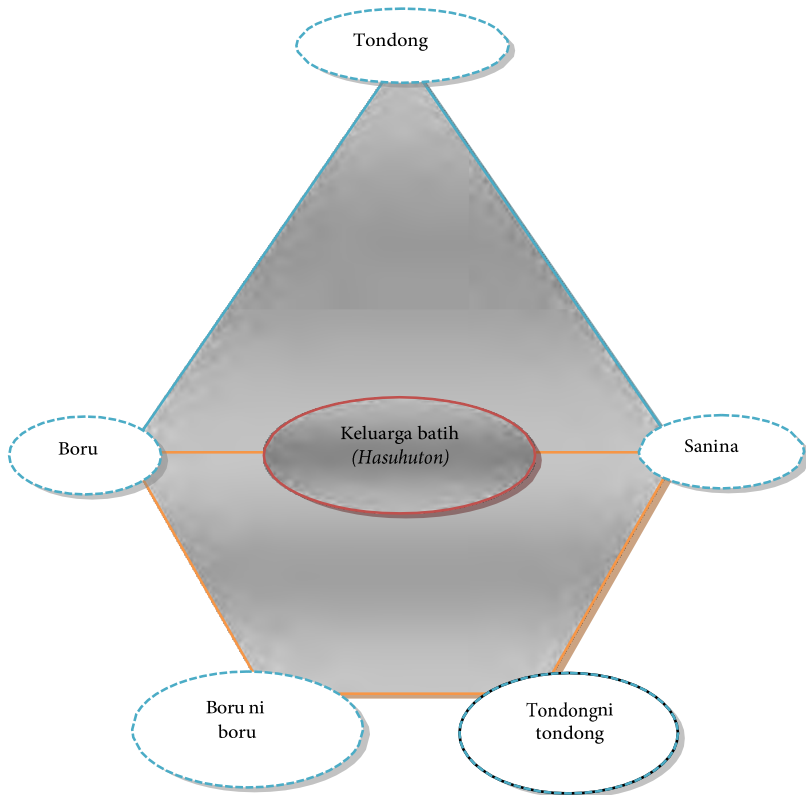 Tondong
Keluarga batih
(Hasuhuton)
Boru
Sanina
Boru ni
boru
Tondongni
tondong